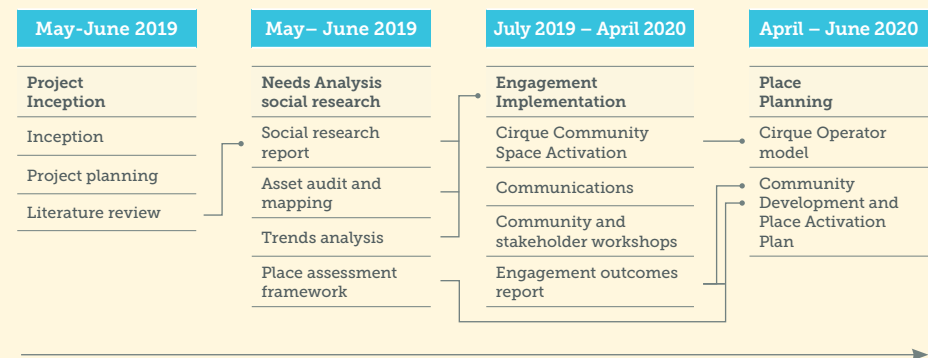 May-June 2019
Project
Inception
Inception
Project planning
Literature review
May– June 2019
Needs Analysis
social research
Social research
report
Asset audit and
mapping
Trends analysis
Place assessment
framework
July 2019 – April 2020
Engagement
Implementation
Cirque Community
Space Activation
Communications
Community and
stakeholder workshops
Engagement outcomes
report
April – June 2020
Place
Planning
Cirque Operator
model
Community
Development and
Place Activation
Plan